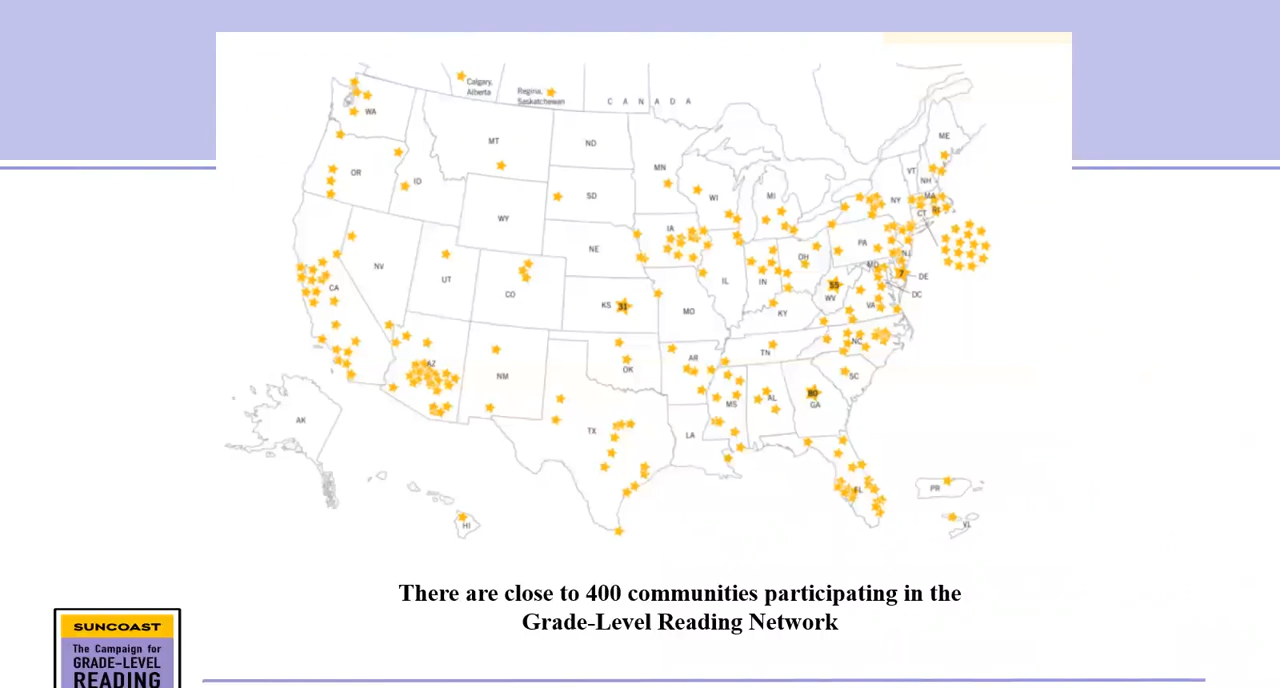 Calgary,
Alberta
Regina,
Saskatchewan
C A N A D A
WA
MT
ND
MN
ME
OR
ID
SD
WI
MI
VT
NH
NY
MA
CT
RI
WY
IA
NV
UT
NE
PA
NJ
CA
CO
KS
31
MO
IL
IN
OH
WV
55
MD
7
DE
DC
VA
KY
AZ
NM
OK
AR
TN
NC
SC
TX
LA
MS
AL
80
GA
FL
AK
HI
PR
VI
There are close to 400 communities participating in the
Grade-Level Reading Network
SUNCOAST
The Campaign for
GRADE-LEVEL
READING